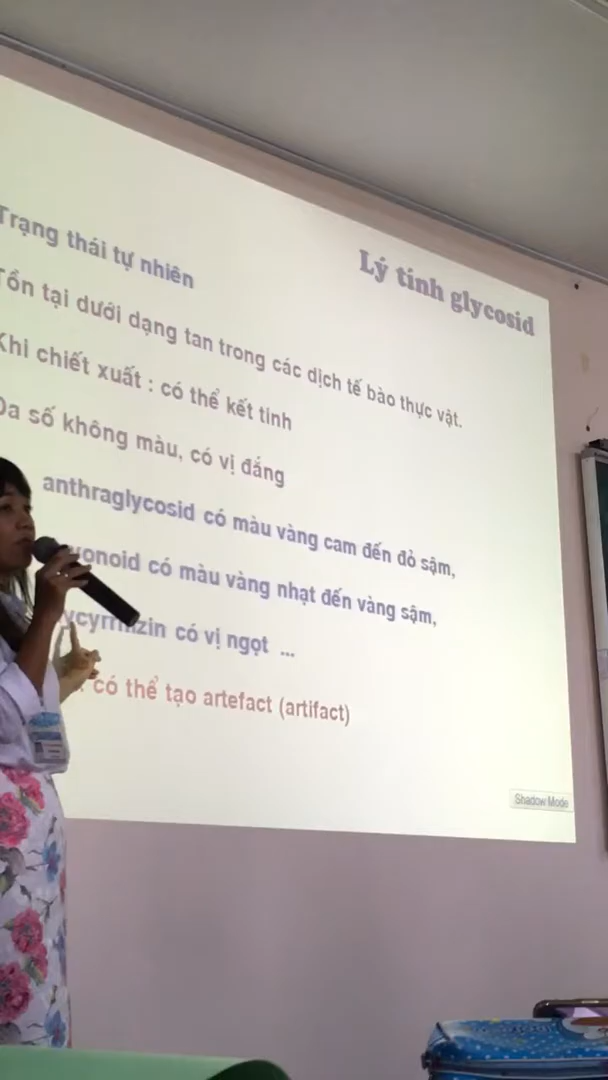 Lý tính glycosid
Trạng thái tự nhiên
Tồn tại dưới dạng tan trong các dịch tế bào thực vật.
Khi chiết xuất : có thể kết tinh
Đa số không màu, có vị đắng
anthraglycosid có màu vàng cam đến đỏ sậm,
có màu vàng nhạt đến vàng sậm,
có vị ngọt ...
có thể tạo artefact (artifact)
Shadow Mode